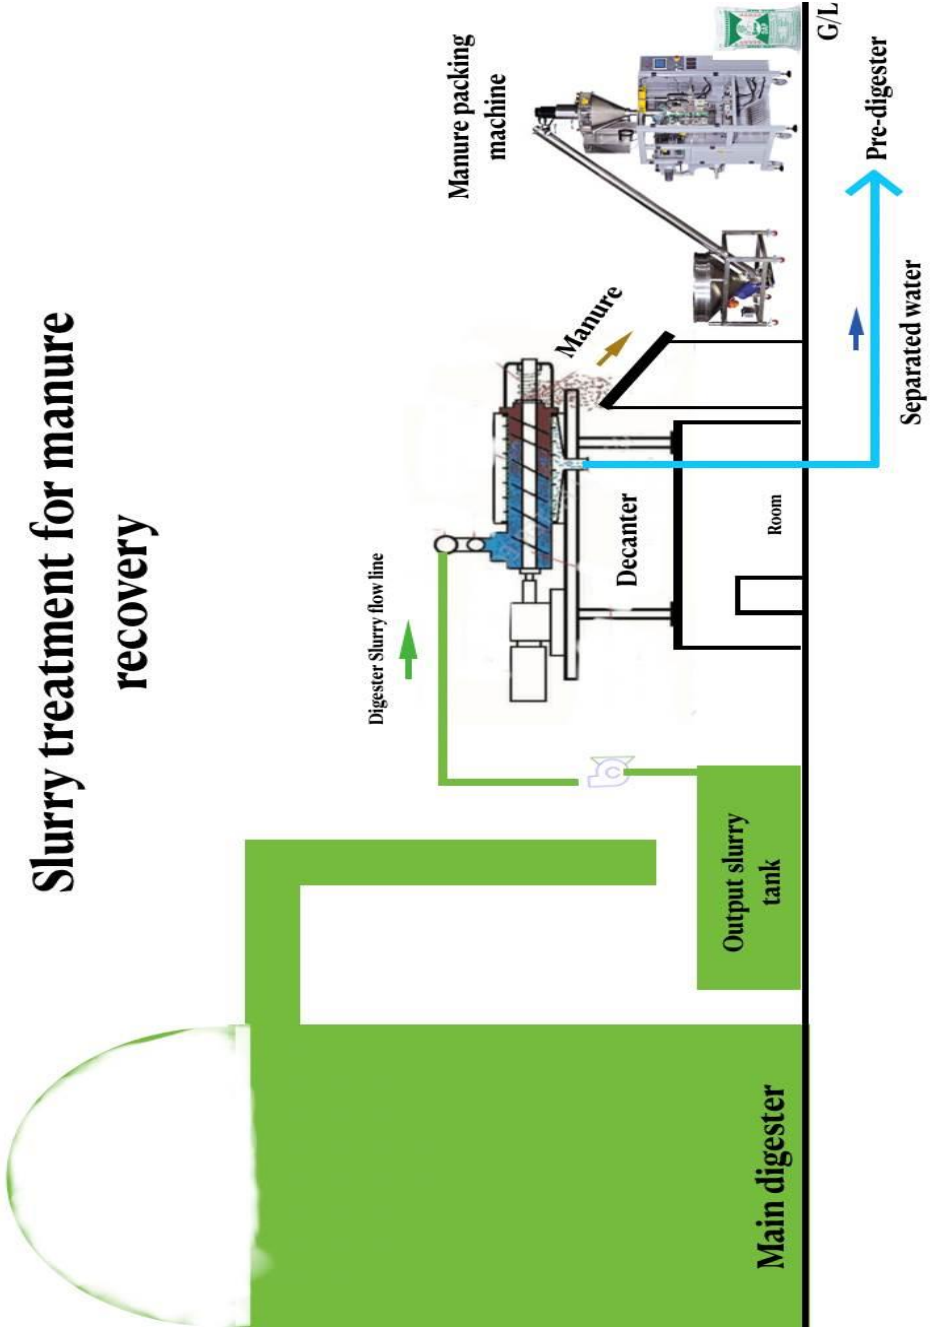 Slurry treatment for manure
recovery
Manure packing
machine
Digester Slurry flow line
Manure
Decanter
Room
Output slurry
tank
Main digester
G/L
Separated water
Pre-digester
DAP